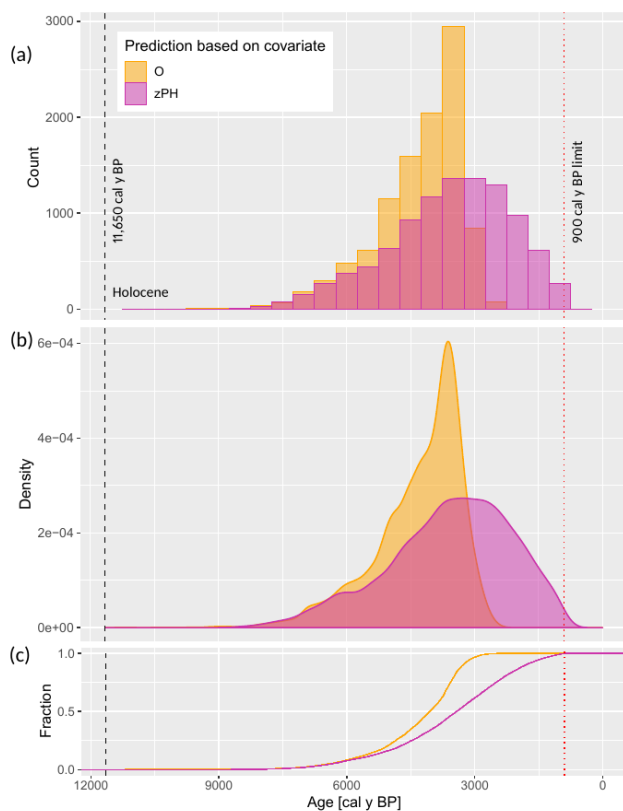 (a)
3000
2000
1000
0
Count
Prediction based on covariate
O
zPH
11,650 cal y BP
900 cal y BP limit
Holocene
(b)
6e−04
4e−04
2e−04
0e+00
Density
(c)
1.0
0.5
0.0
Fraction
12000 9000 6000 3000 0
Age [cal y BP]